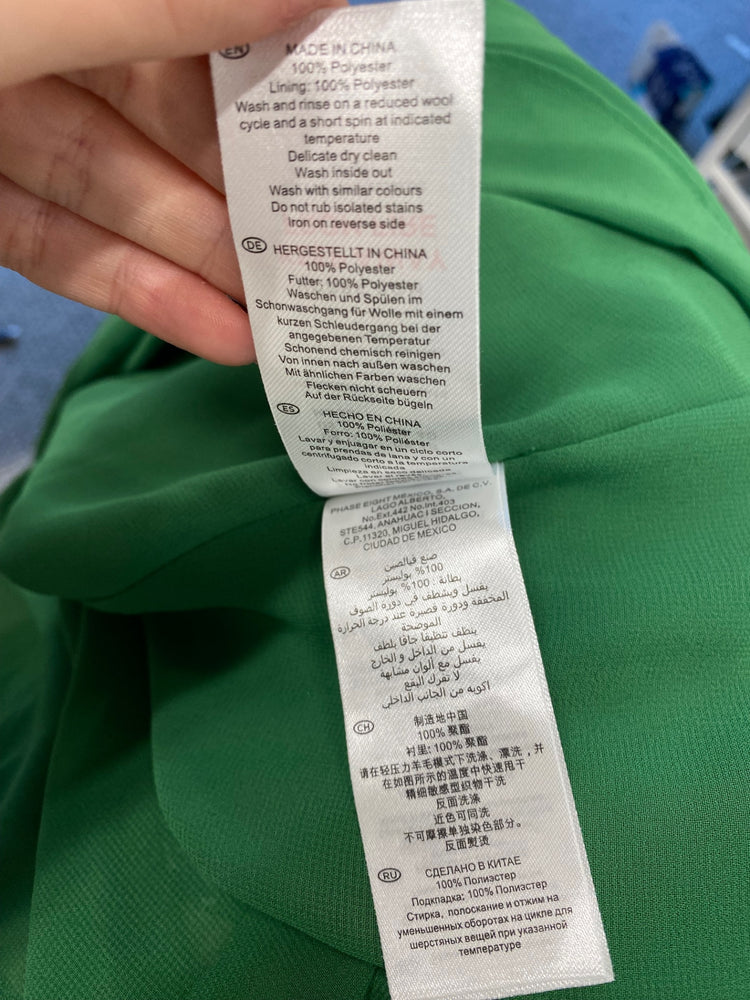 EN MADE IN CHINA
100% Polyester
Lining: 100% Polyester
Wash and rinse on a reduced wool
cycle and a short spin at indicated
temperature
Delicate dry clean
Wash inside out
Wash with similar colours
Do not rub isolated stains
Iron on reverse side
DE HERGESTELLT IN CHINA
100% Polyester
Futter: 100% Polyester
Waschen und Spülen im
Schonwaschgang für Wolle mit einem
kurzen Schleudergang bei der
angegebenen Temperatur
Schonend chemisch reinigen
Von innen nach außen waschen
Mit ähnlichen Farben waschen
Flecken nicht scheuern
Auf der Rückseite bügeln
ES HECHO EN CHINA
100% Poliéster
Forro: 100% Poliéster
Lavar y enjuagar en un ciclo corto
para prendas de lana y con un
centrifugado corto a la temperatura
indicada
Limpieza en seco delicada
Lavar al revés
Lavar con
PHASE EIGHT MEXICO, S.A. DE C.V.
LAGO ALBERTO,
No.Ext.442 No.Int.403
STE544, ANAHUAC I SECCION,
C.P.11320, MIGUEL HIDALGO,
CIUDAD DE MEXICO
AR صنع فيالصين
100% بوليستر
بطانة : 100% بوليستر
يغسل ويشطف في دورة الصوف
المخففة ودورة قصيرة عند درجة الحرارة
الموضحة
ينظف تنظيفا جافا بلطف
يغسل من الداخل و الخارج
يغسل مع ألوان مشابهة
لا تفرك البقع
اكويه من الجانب الداخلي
CH 制造地中国
100% 聚酯
衬里: 100% 聚酯
请在轻压力羊毛模式下洗涤、漂洗，并
在如图所示的温度中快速甩干
精细敏感型织物干洗
反面洗涤
近色可同洗
不可摩擦单独染色部分。
反面熨烫
RU СДЕЛАНО В КИТАЕ
100% Полиэстер
Подкладка: 100% Полиэстер
Стирка, полоскание и отжим на
уменьшенных оборотах на цикле для
шерстяных вещей при указанной
температуре